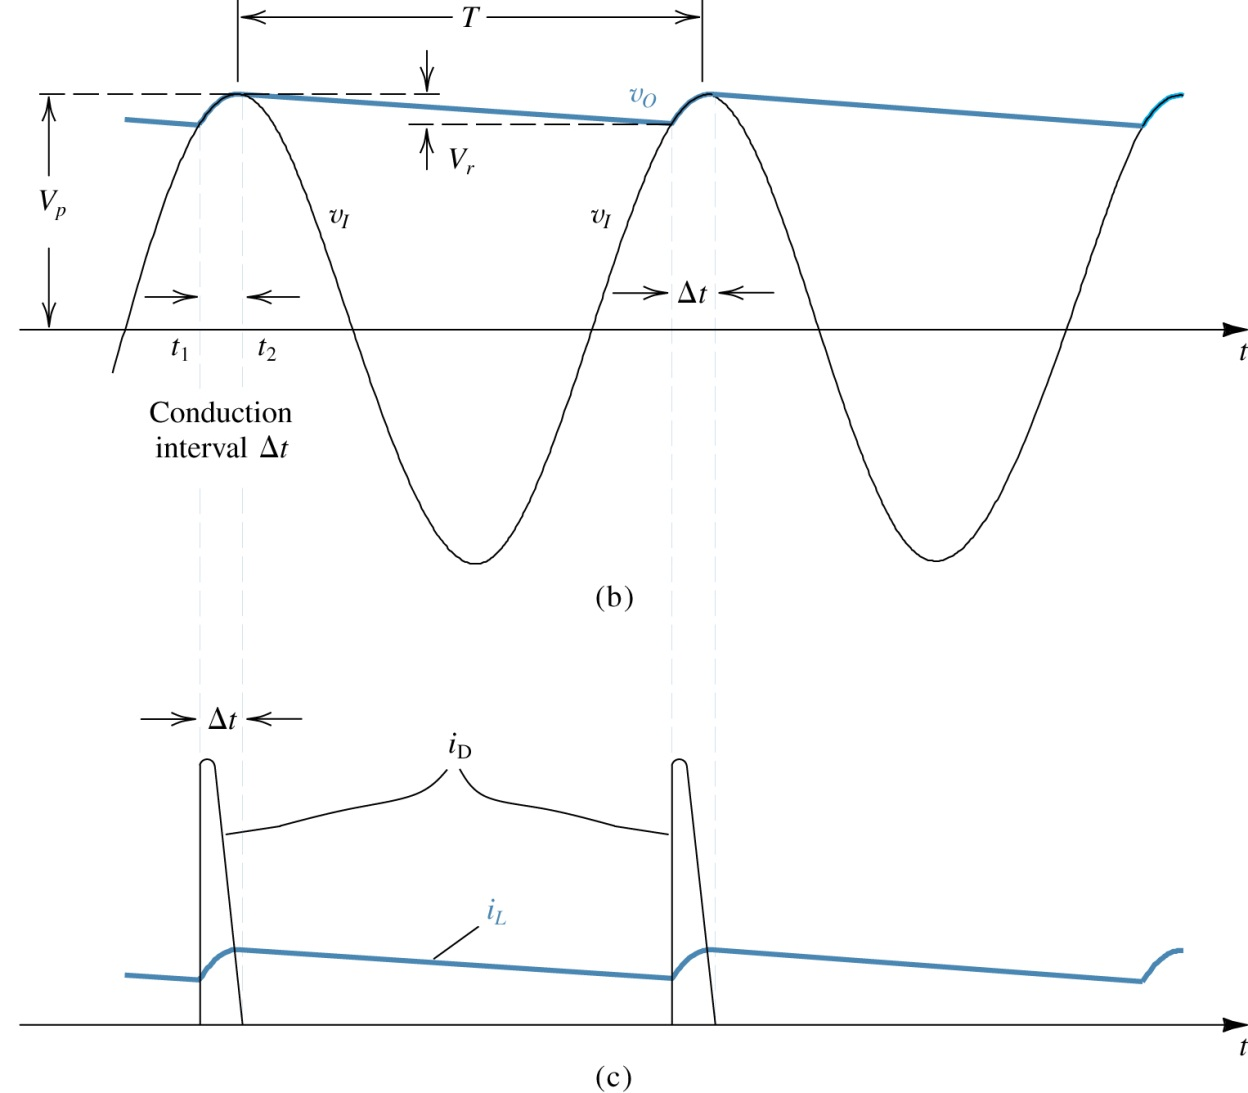 T
v_O
V_r
V_p
v_I
v_I
Δt
t_1
t_2
t
Conduction
interval Δt
(b)
Δt
i_D
i_L
t
(c)